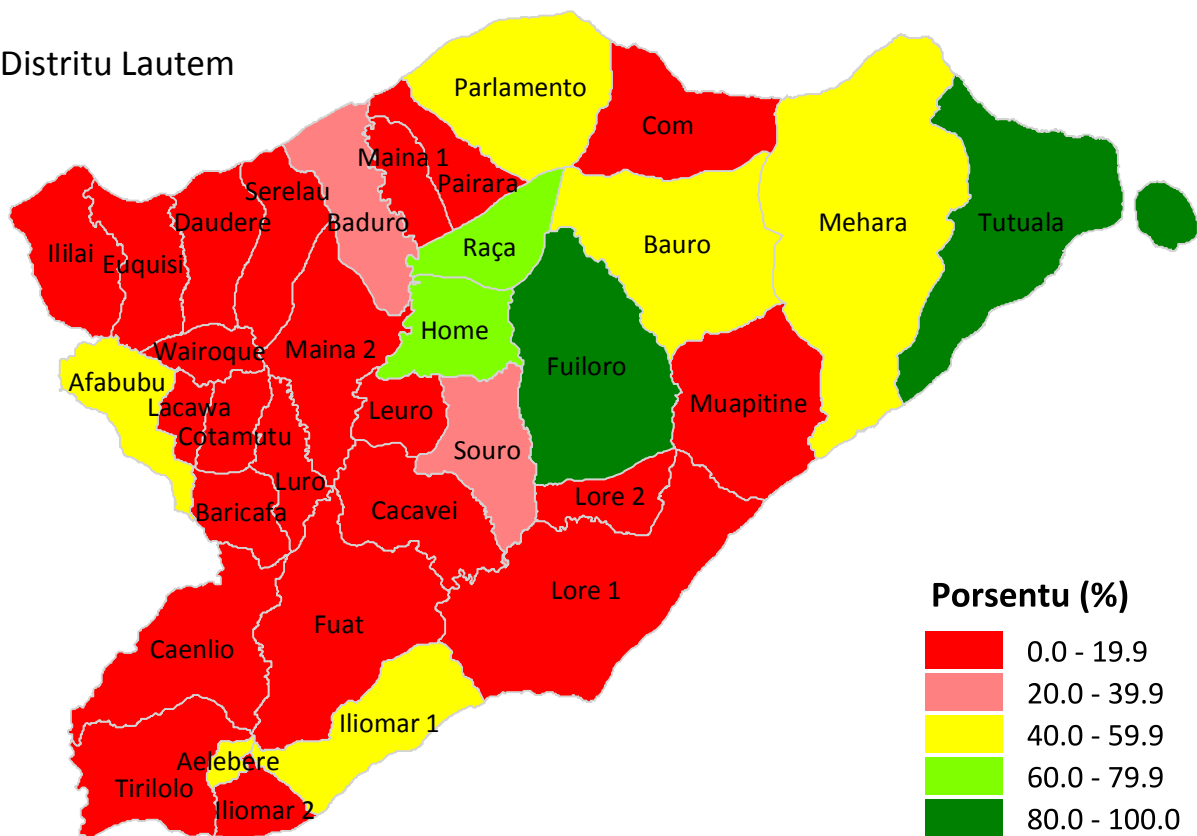 Distritu Lautem
Parlamento
Com
Maina 1
Pairara
Serelau
Daudere
Baduro
Mehara
Tutuala
Ililai
Euquisi
Raça
Bauro
Home
Wairoque
Maina 2
Fuiloro
Afabubu
Lacawa
Leuro
Muapitine
Cotamutu
Souro
Luro
Lore 2
Baricafa
Cacavei
Lore 1
Fuat
Caenlio
Iliomar 1
Aelebere
Tirilolo
Iliomar 2
Porsentu (%)
0.0 - 19.9
20.0 - 39.9
40.0 - 59.9
60.0 - 79.9
80.0 - 100.0